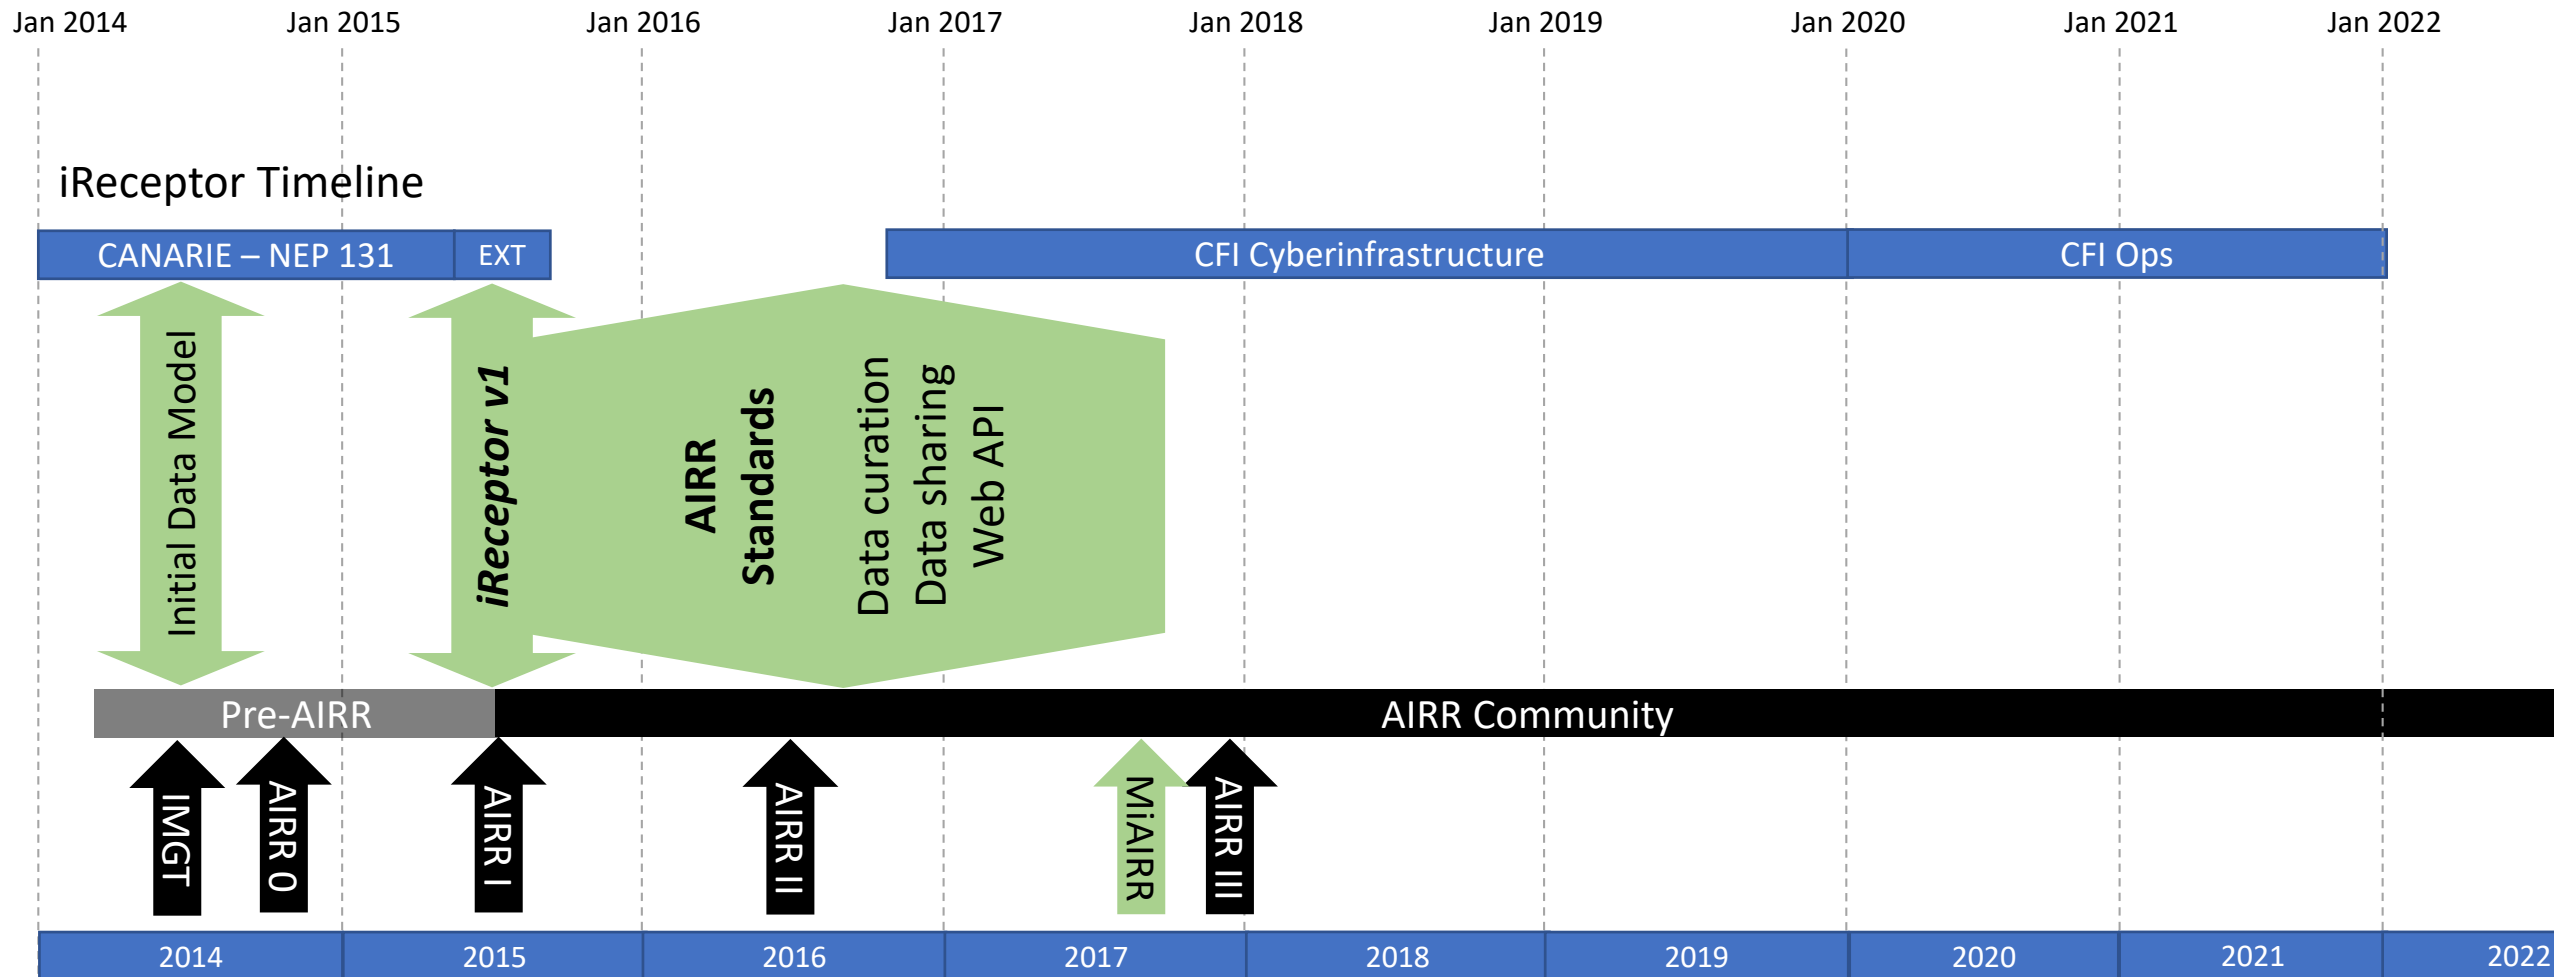 Jan 2014
Jan 2015
Jan 2016
Jan 2017
Jan 2018
Jan 2019
Jan 2020
Jan 2021
Jan 2022
iReceptor Timeline
CANARIE – NEP 131
EXT
CFI Cyberinfrastructure
CFI Ops
Initial Data Model
iReceptor v1
AIRR
Standards
Data curation
Data sharing
Web API
Pre-AIRR
AIRR Community
IMGT
AIRR 0
AIRR I
AIRR II
MiAIRR
AIRR III
2014
2015
2016
2017
2018
2019
2020
2021
2022